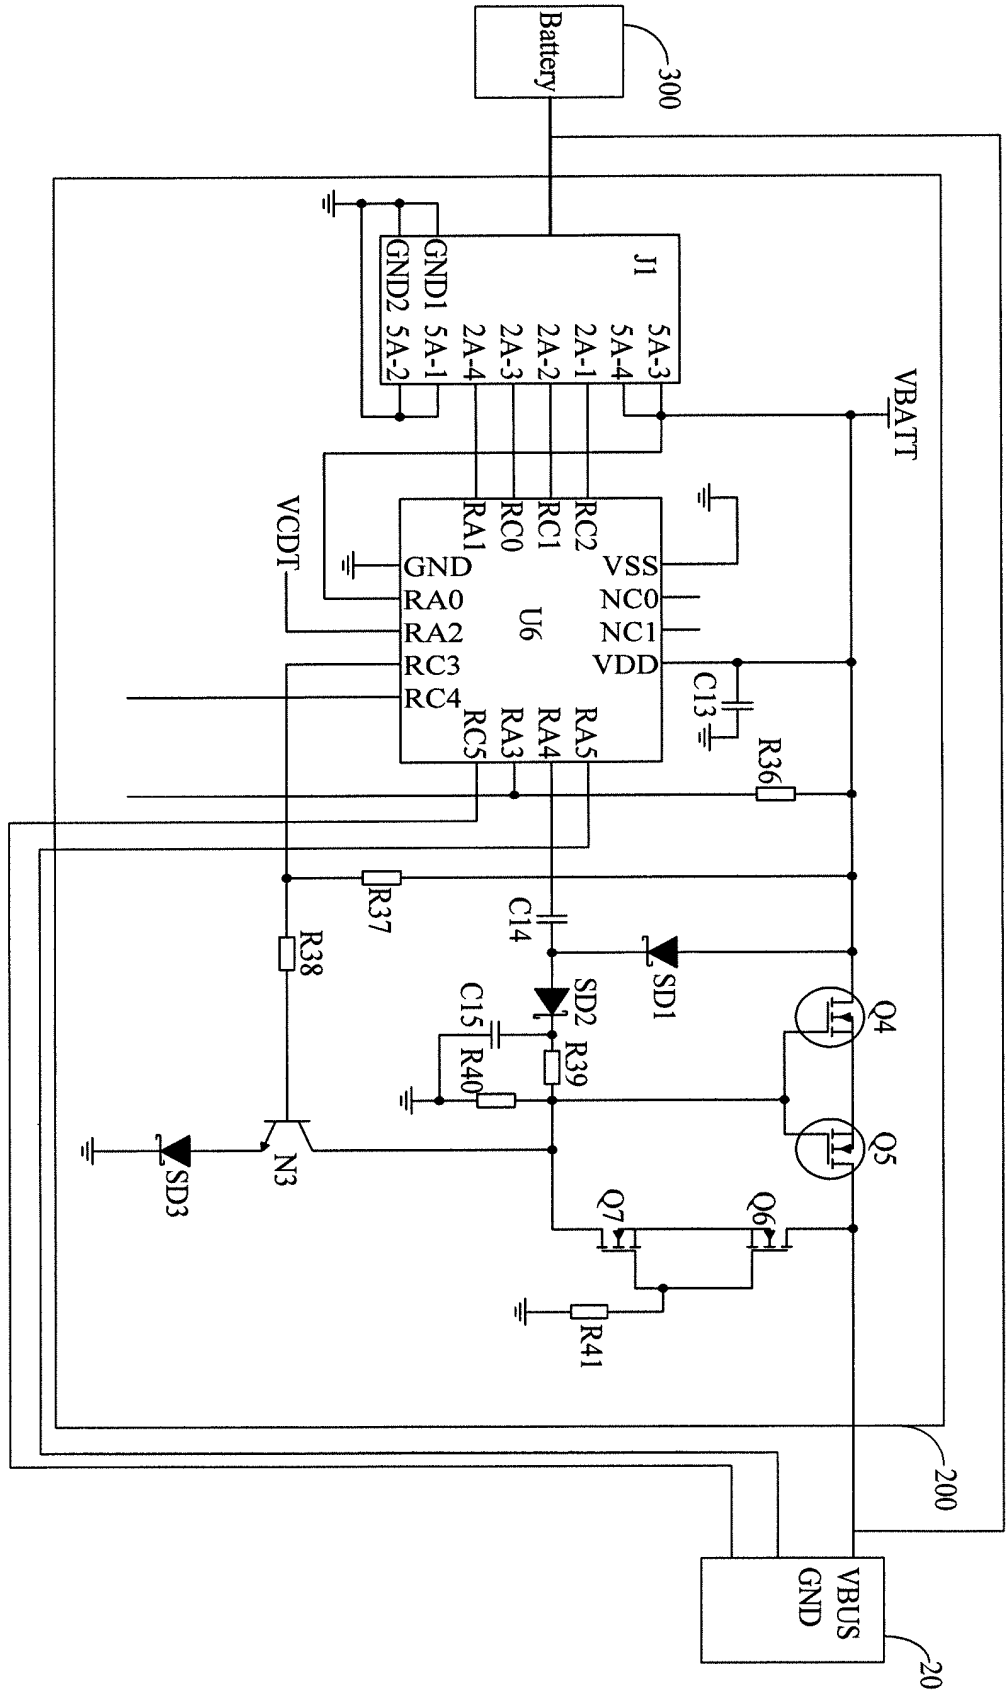 Battery
300
J1
GND1
GND2
5A-3
5A-4
2A-1
2A-2
2A-3
2A-4
5A-1
5A-2
VBATT
VCDT
RC2
RC1
RC0
RA1
VSS
NC0
NC1
VDD
U6
GND
RA0
RA2
RC3
RC4
RA5
RA4
RA3
RC5
C13
R36
R37
R38
C14
SD1
SD2
C15
R39
R40
Q4
Q5
N3
SD3
Q7
Q6
R41
200
VBUS
GND
20